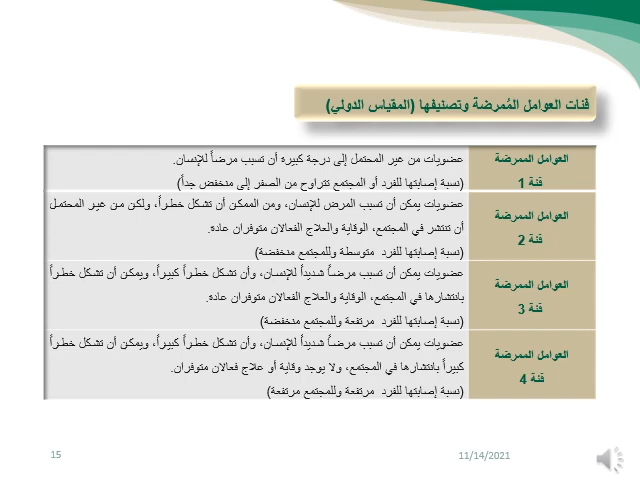 فئات العوامل المُمرضة وتصنيفها (المقياس الدولي)
العوامل الممرضة
فئة 1
عضويات من غير المحتمل إلى درجة كبيرة أن تسبب مرضاً للإنسان.
(نسبة إصابتها للفرد أو المجتمع تتراوح من الصفر إلى منخفض جداً)
العوامل الممرضة
فئة 2
عضويات يمكن أن تسبب المرض للإنسان، ومن الممكن أن تشكل خطراً، ولكن من غير المحتمل
أن تنتشر في المجتمع، الوقاية والعلاج الفعالان متوفران عادة.
(نسبة إصابتها للفرد متوسطة وللمجتمع منخفضة)
العوامل الممرضة
فئة 3
عضويات يمكن أن تسبب مرضاً شديداً للإنسان، وأن تشكل خطراً كبيراً، ويمكن أن تشكل خطراً
بانتشارها في المجتمع، الوقاية والعلاج الفعالان متوفران عادة.
(نسبة إصابتها للفرد مرتفعة وللمجتمع منخفضة)
العوامل الممرضة
فئة 4
عضويات يمكن أن تسبب مرضاً شديداً للإنسان، وأن تشكل خطراً كبيراً، ويمكن أن تشكل خطراً
كبيراً بانتشارها في المجتمع، ولا يوجد وقاية أو علاج فعالان متوفران.
(نسبة إصابتها للفرد مرتفعة وللمجتمع مرتفعة)
11/14/2021
15